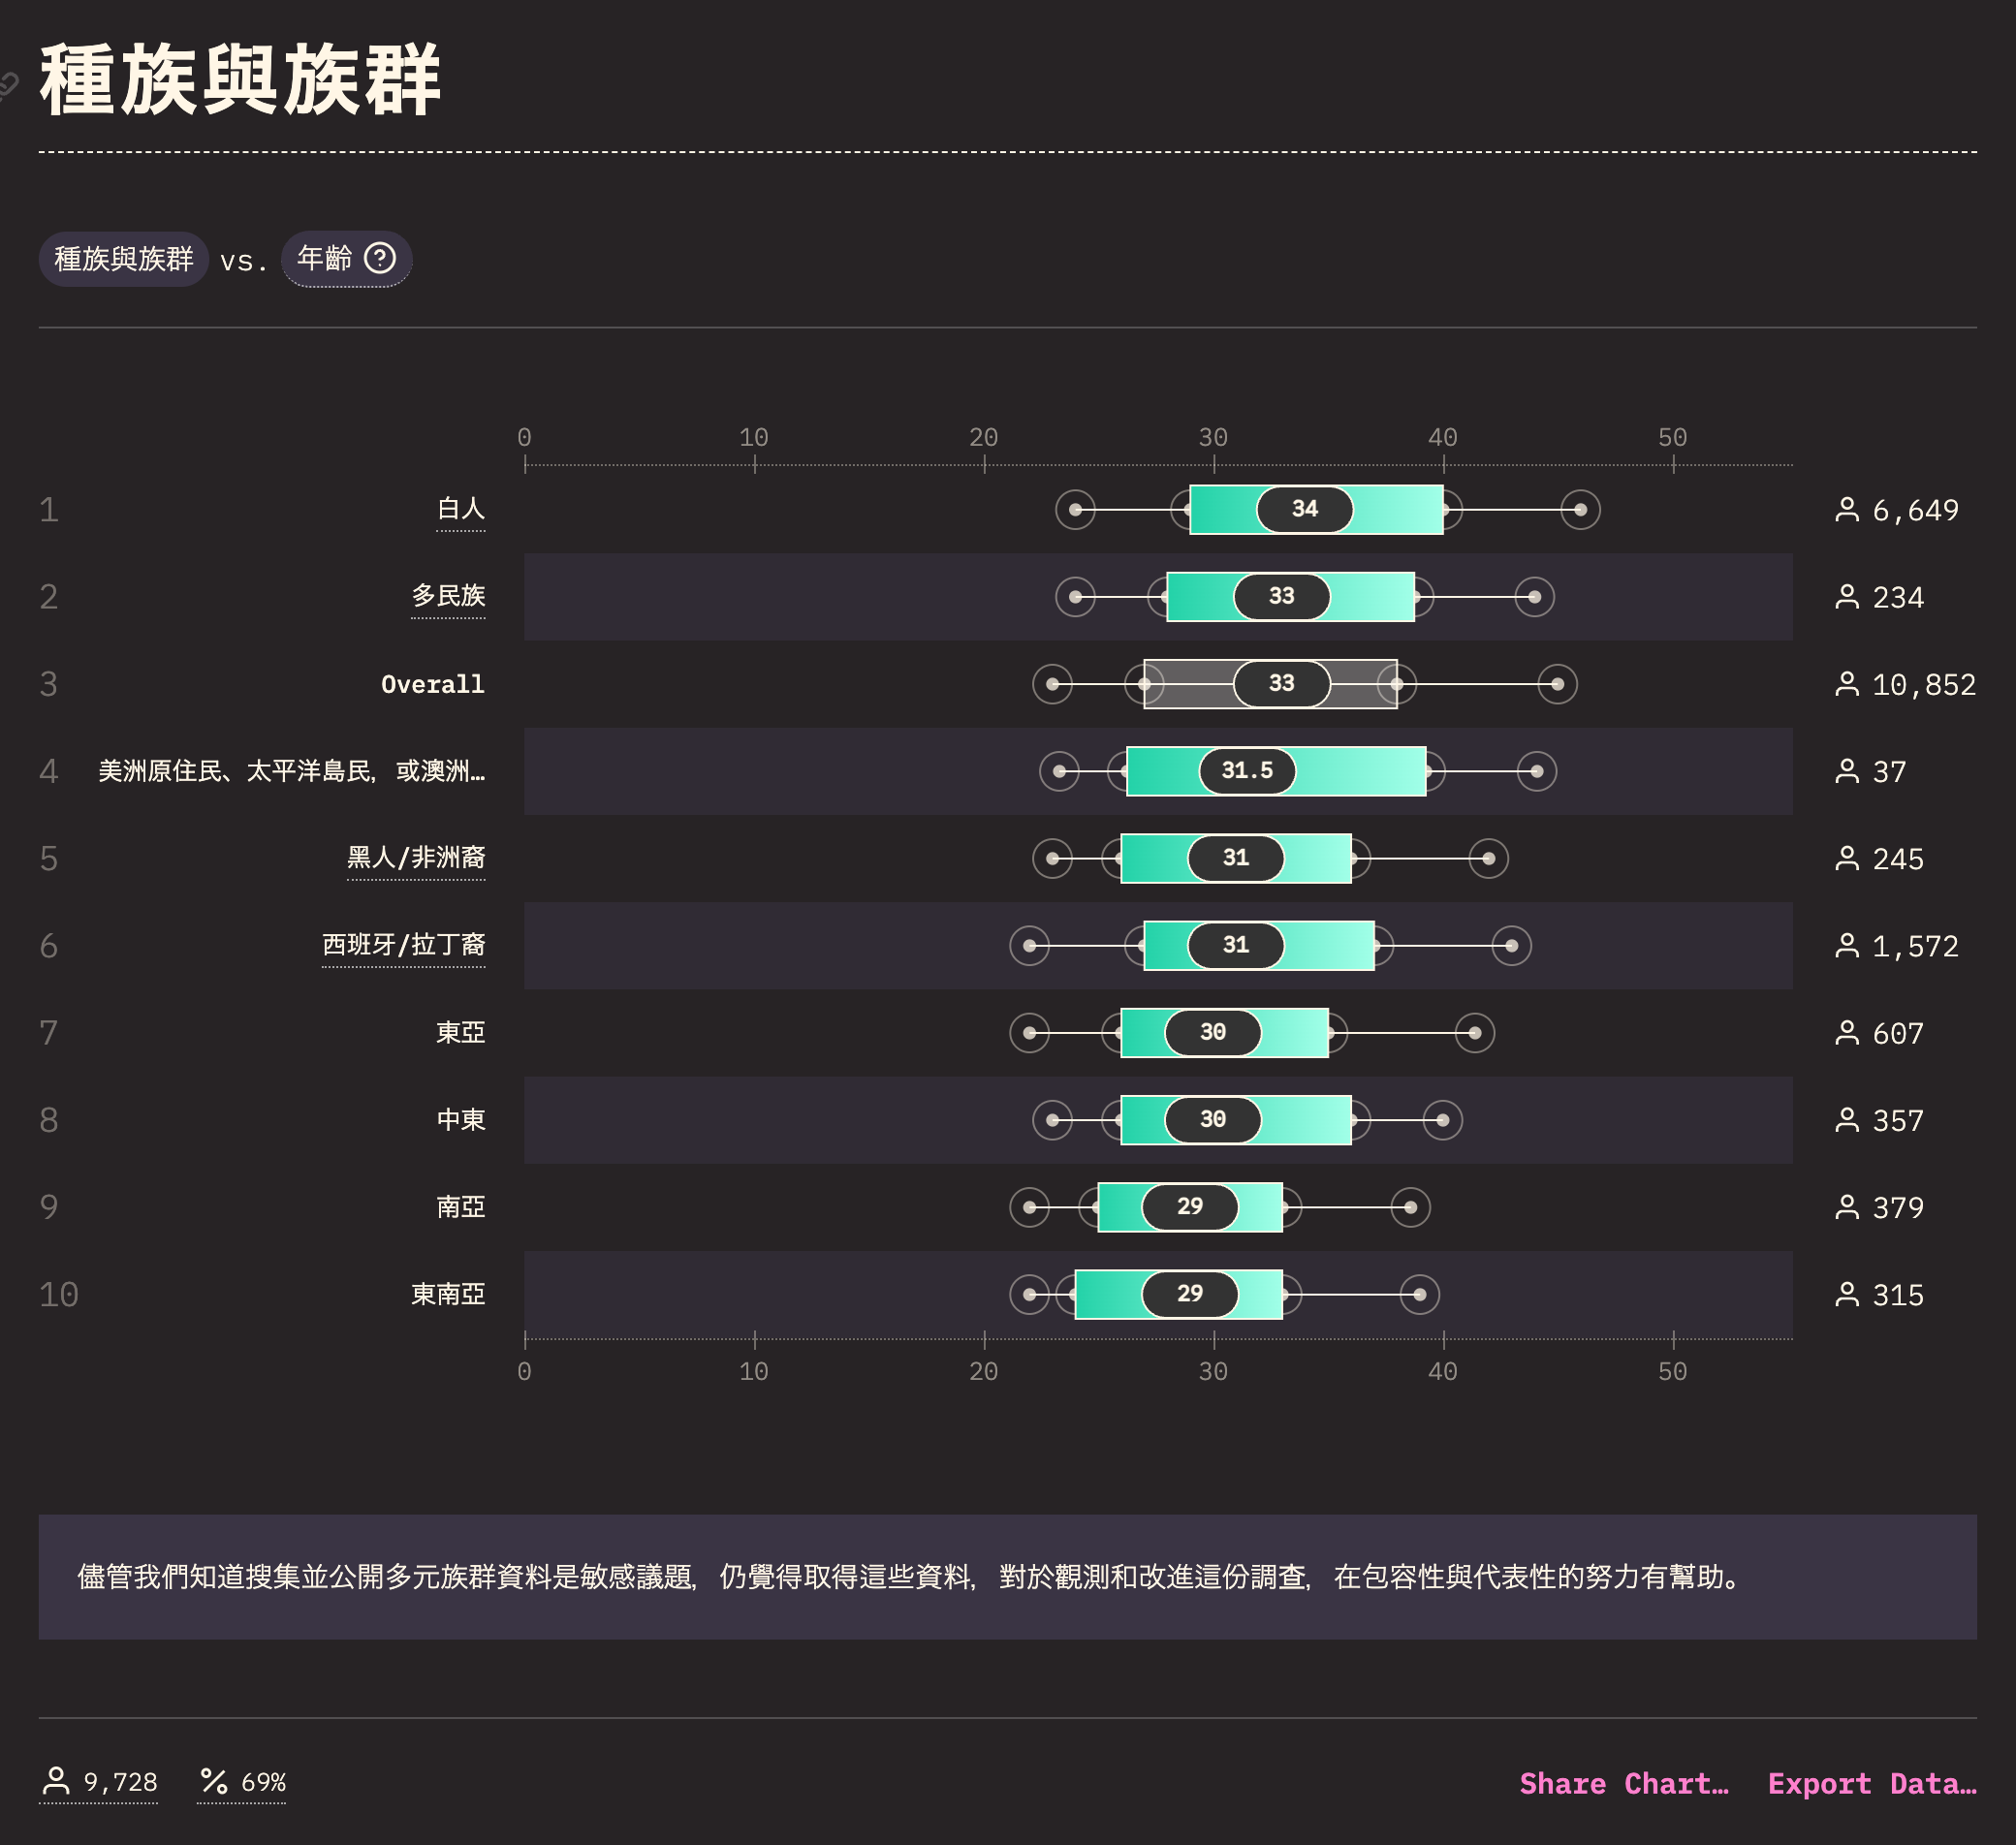 種族與族群
種族與族群 vs. 年齡 ?
0 10 20 30 40 50
1 白人 34 6,649
2 多民族 33 234
3 Overall 33 10,852
4 美洲原住民、太平洋島民，或澳洲… 31.5 37
5 黑人/非洲裔 31 245
6 西班牙/拉丁裔 31 1,572
7 東亞 30 607
8 中東 30 357
9 南亞 29 379
10 東南亞 29 315
0 10 20 30 40 50
儘管我們知道搜集並公開多元族群資料是敏感議題，仍覺得取得這些資料，對於觀測和改進這份調查，在包容性與代表性的努力有幫助。
9,728 % 69% Share Chart… Export Data…